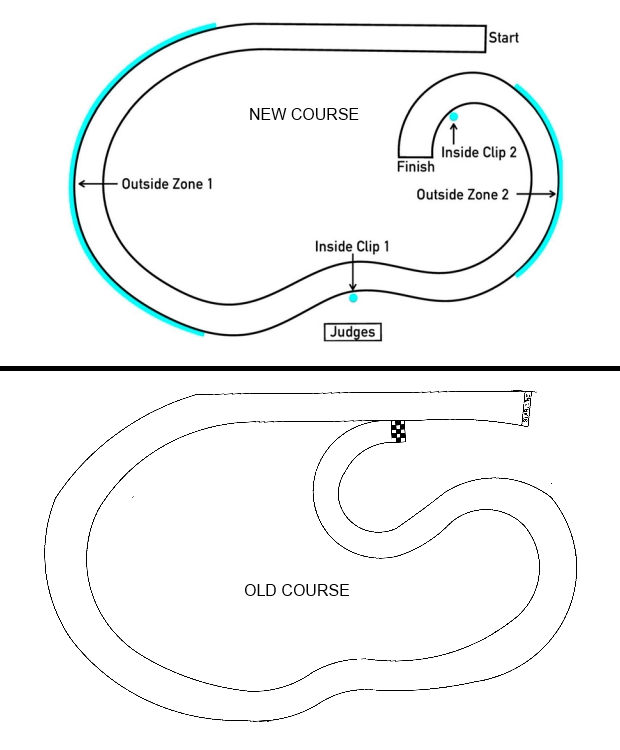 Start
NEW COURSE
Inside Clip 2
Finish
Outside Zone 1
Outside Zone 2
Inside Clip 1
Judges
OLD COURSE